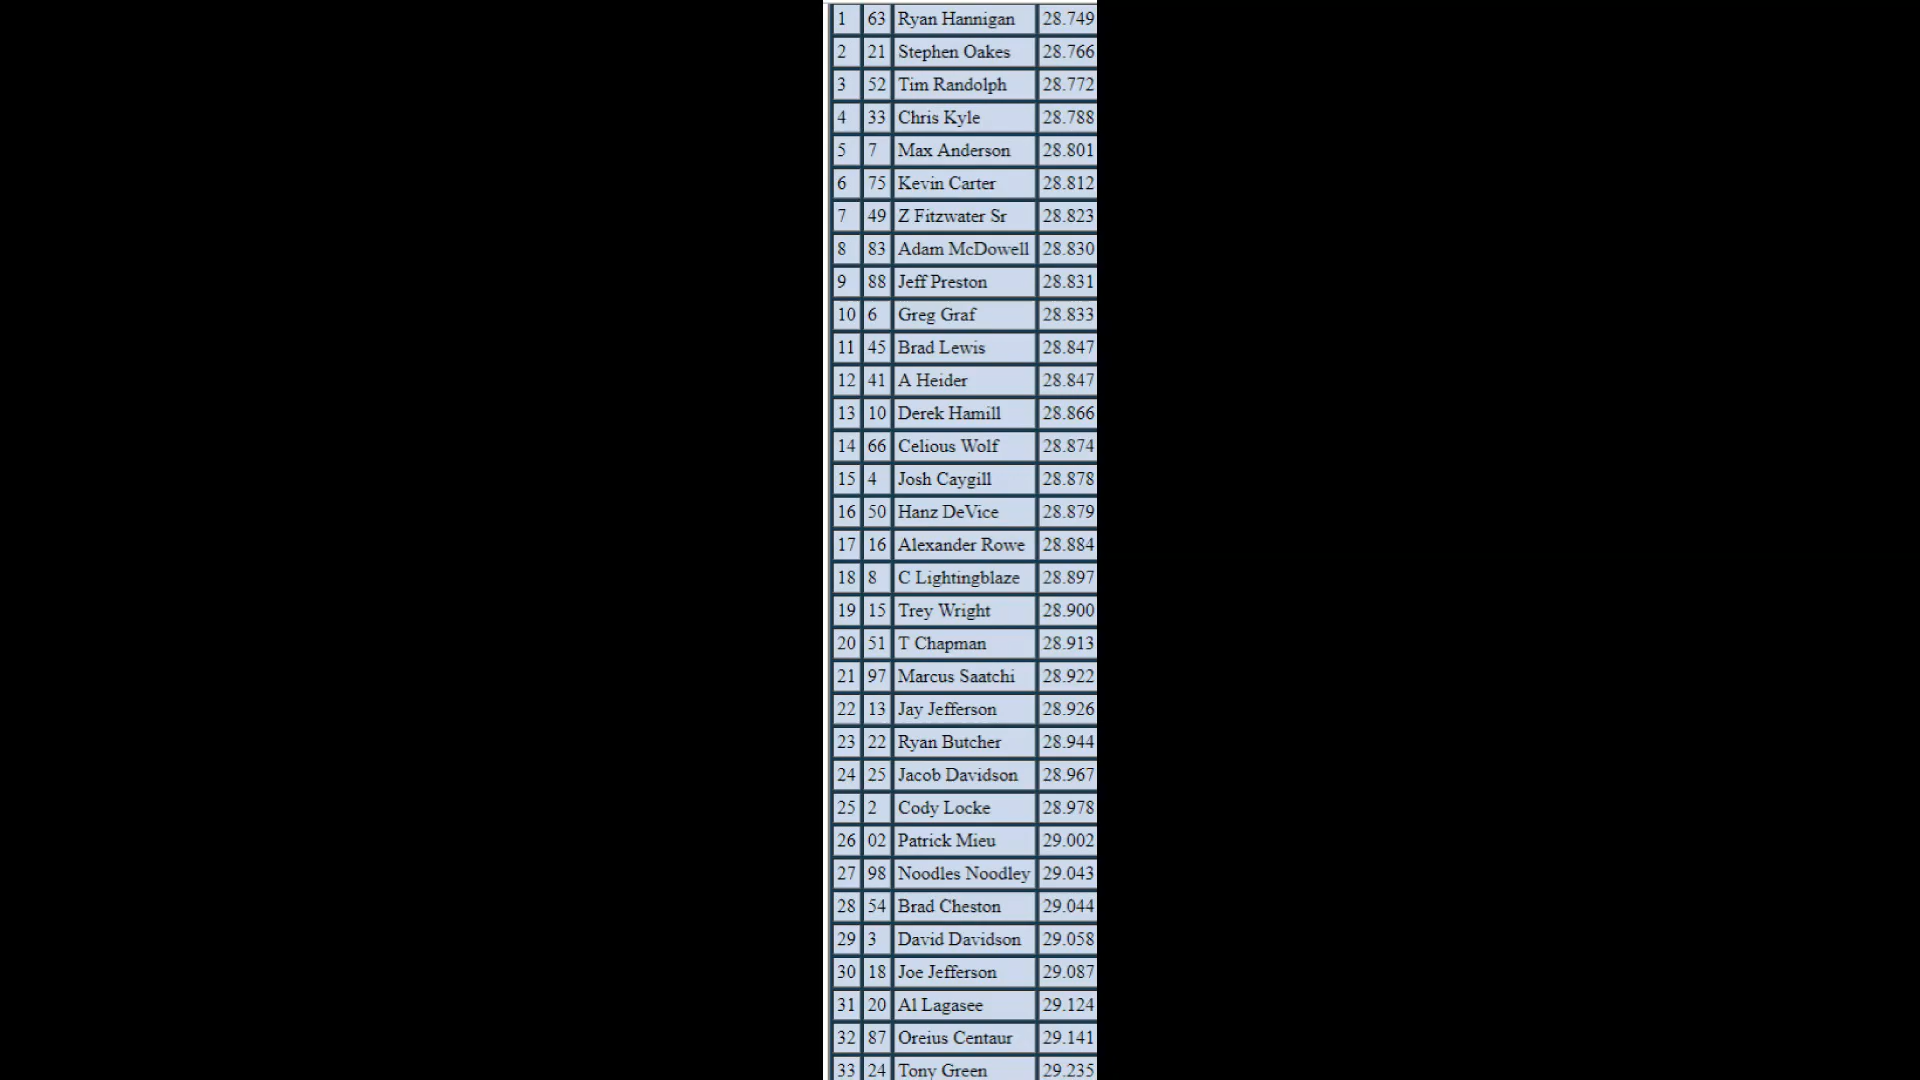 1 63 Ryan Hannigan 28.749
2 21 Stephen Oakes 28.766
3 52 Tim Randolph 28.772
4 33 Chris Kyle 28.788
5 7 Max Anderson 28.801
6 75 Kevin Carter 28.812
7 49 Z Fitzwater Sr 28.823
8 83 Adam McDowell 28.830
9 88 Jeff Preston 28.831
10 6 Greg Graf 28.833
11 45 Brad Lewis 28.847
12 41 A Heider 28.847
13 10 Derek Hamill 28.866
14 66 Celious Wolf 28.874
15 4 Josh Caygill 28.878
16 50 Hanz DeVice 28.879
17 16 Alexander Rowe 28.884
18 8 C Lightingblaze 28.897
19 15 Trey Wright 28.900
20 51 T Chapman 28.913
21 97 Marcus Saatchi 28.922
22 13 Jay Jefferson 28.926
23 22 Ryan Butcher 28.944
24 25 Jacob Davidson 28.967
25 2 Cody Locke 28.978
26 02 Patrick Mieu 29.002
27 98 Noodles Noodley 29.043
28 54 Brad Cheston 29.044
29 3 David Davidson 29.058
30 18 Joe Jefferson 29.087
31 20 Al Lagasee 29.124
32 87 Oreius Centaur 29.141
33 24 Tony Green 29.235